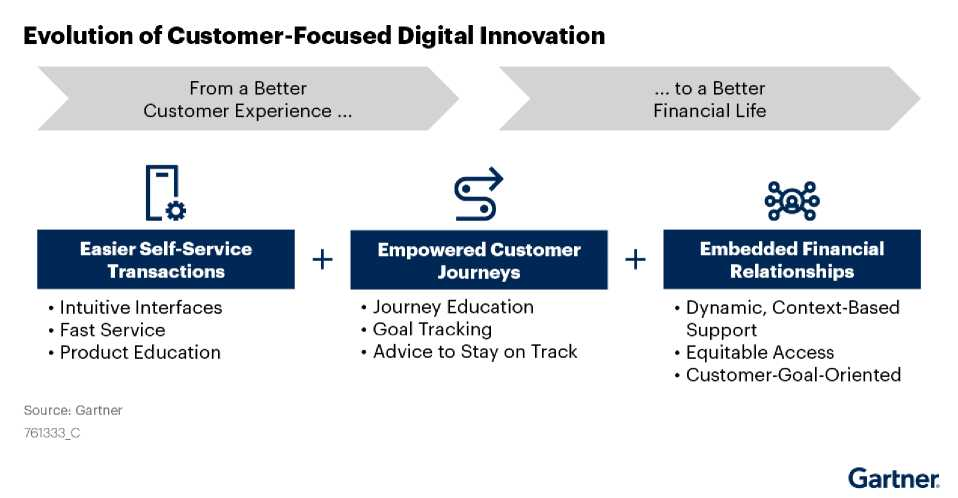 Evolution of Customer-Focused Digital Innovation
From a Better
Customer Experience ...
... to a Better
Financial Life
Easier Self-Service
Transactions
+
Empowered Customer
Journeys
+
Embedded Financial
Relationships
• Intuitive Interfaces
• Fast Service
• Product Education
• Journey Education
• Goal Tracking
• Advice to Stay on Track
• Dynamic, Context-Based
Support
• Equitable Access
• Customer-Goal-Oriented
Source: Gartner
761333_C
Gartner